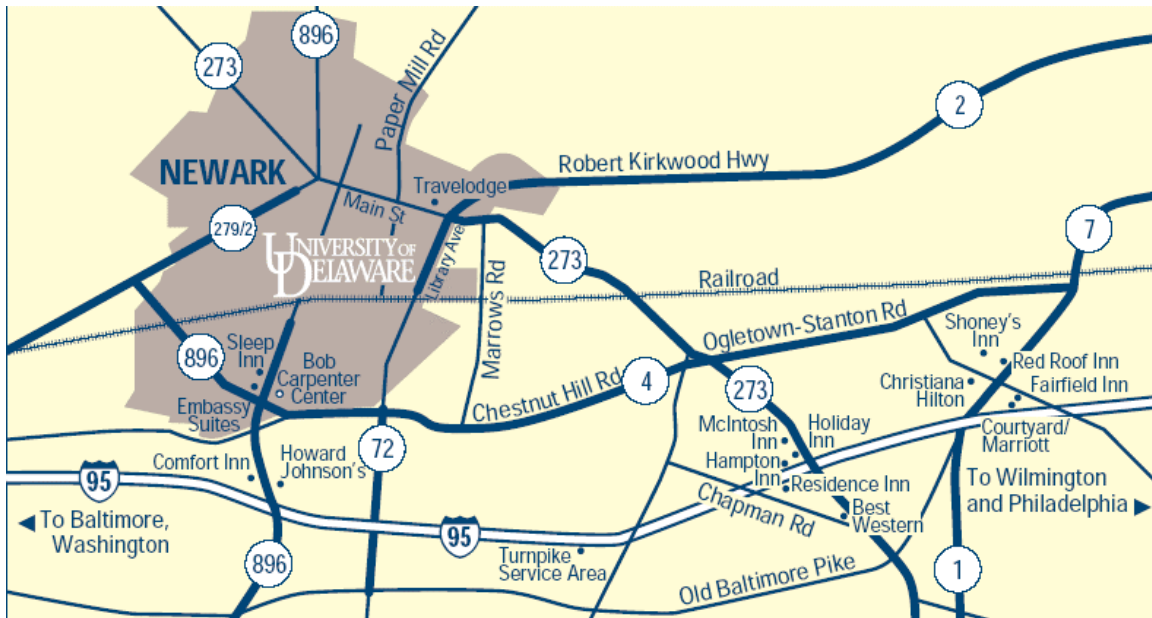 896
273
Paper Mill Rd
2
Robert Kirkwood Hwy
NEWARK
Travelodge
Main St
279/2
7
UNIVERSITY OF
DELAWARE
Library Ave
273
Railroad
Marrows Rd
Ogletown-Stanton Rd
Shoney's
Inn
896
Sleep
Inn
Bob
Carpenter
Center
Red Roof Inn
Chestnut Hill Rd
4
273
Christiana
Hilton
Fairfield Inn
Embassy
Suites
McIntosh
Inn
Holiday
Inn
Courtyard/
Marriott
72
Comfort Inn
Howard
Johnson's
Hampton
Inn
Residence Inn
95
To Wilmington
and Philadelphia
Chapman Rd
Best
Western
To Baltimore,
Washington
95
Turnpike
Service Area
896
Old Baltimore Pike
1